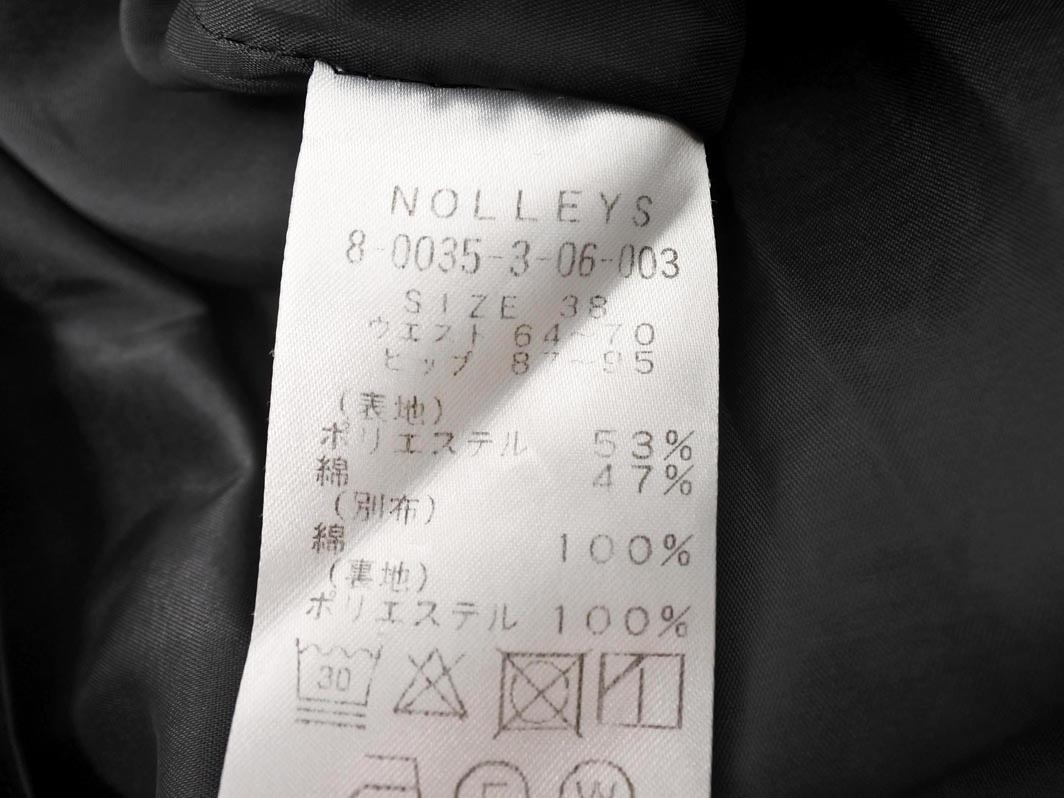 NOLLEYS
8-0035-3-06-003
SIZE 38
ウエスト 64～70
ヒップ 87～95
(表地)
ポリエステル 53%
綿 47%
(別布)
綿 100%
(裏地)
ポリエステル 100%
30
F W